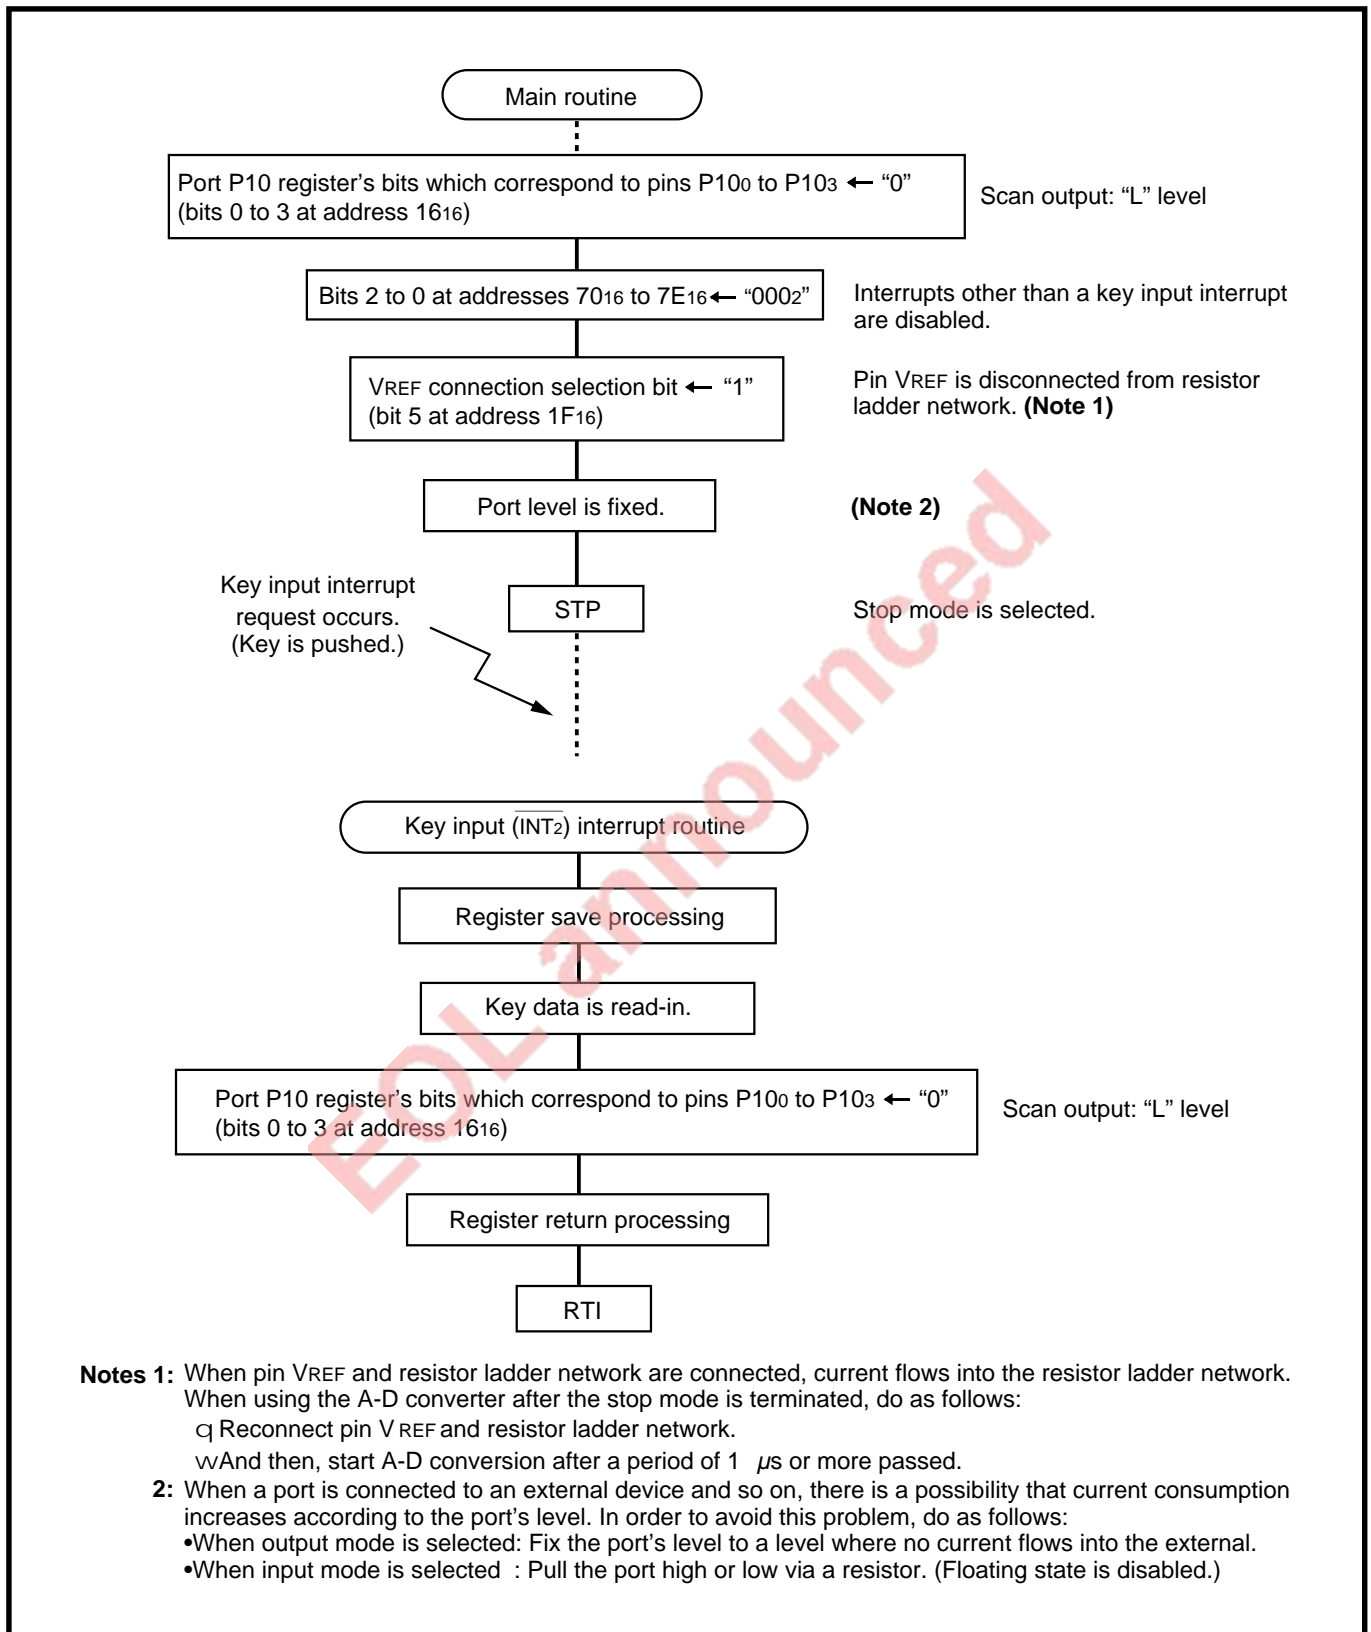 Main routine
Port P10 register's bits which correspond to pins P100 to P103 ← “0”
(bits 0 to 3 at address 1616)
Scan output: “L” level
Bits 2 to 0 at addresses 7016 to 7E16 ← “0002”
Interrupts other than a key input interrupt
are disabled.
VREF connection selection bit ← “1”
(bit 5 at address 1F16)
Pin VREF is disconnected from resistor
ladder network. (Note 1)
Port level is fixed.
(Note 2)
Key input interrupt
request occurs.
(Key is pushed.)
STP
Stop mode is selected.
Key input (INT2) interrupt routine
Register save processing
Key data is read-in.
Port P10 register's bits which correspond to pins P100 to P103 ← “0”
(bits 0 to 3 at address 1616)
Scan output: “L” level
Register return processing
RTI
EOL announced
Notes 1: When pin VREF and resistor ladder network are connected, current flows into the resistor ladder network.
When using the A-D converter after the stop mode is terminated, do as follows:
q Reconnect pin VREF and resistor ladder network.
wAnd then, start A-D conversion after a period of 1 µs or more passed.
2: When a port is connected to an external device and so on, there is a possibility that current consumption
increases according to the port's level. In order to avoid this problem, do as follows:
•When output mode is selected: Fix the port's level to a level where no current flows into the external.
•When input mode is selected : Pull the port high or low via a resistor. (Floating state is disabled.)